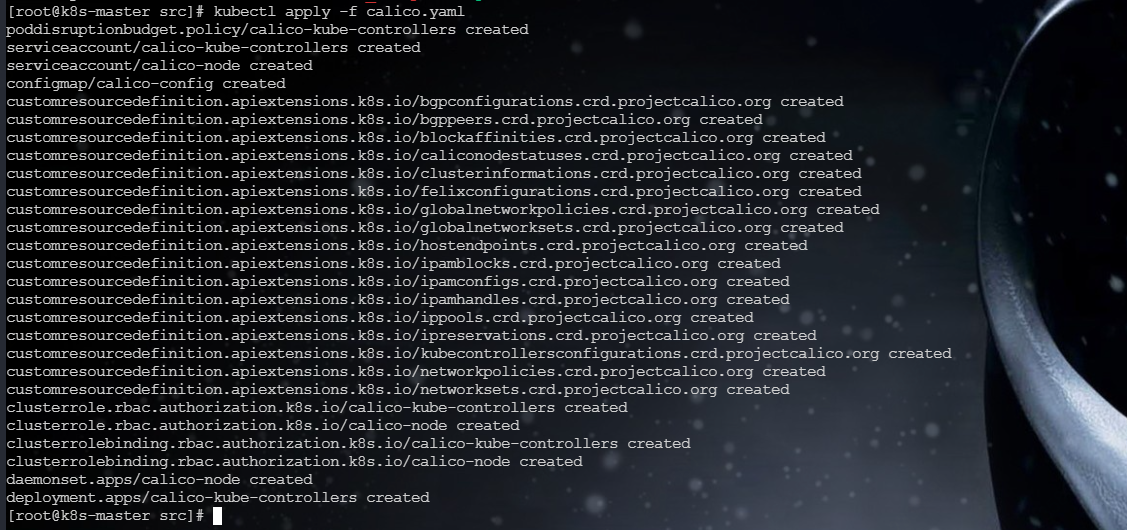 [root@k8s-master src]# kubectl apply -f calico.yaml
poddisruptionbudget.policy/calico-kube-controllers created
serviceaccount/calico-kube-controllers created
serviceaccount/calico-node created
configmap/calico-config created
customresourcedefinition.apiextensions.k8s.io/bgpconfigurations.crd.projectcalico.org created
customresourcedefinition.apiextensions.k8s.io/bgppeers.crd.projectcalico.org created
customresourcedefinition.apiextensions.k8s.io/blockaffinities.crd.projectcalico.org created
customresourcedefinition.apiextensions.k8s.io/caliconodestatuses.crd.projectcalico.org created
customresourcedefinition.apiextensions.k8s.io/clusterinformations.crd.projectcalico.org created
customresourcedefinition.apiextensions.k8s.io/felixconfigurations.crd.projectcalico.org created
customresourcedefinition.apiextensions.k8s.io/globalnetworkpolicies.crd.projectcalico.org created
customresourcedefinition.apiextensions.k8s.io/globalnetworksets.crd.projectcalico.org created
customresourcedefinition.apiextensions.k8s.io/hostendpoints.crd.projectcalico.org created
customresourcedefinition.apiextensions.k8s.io/ipamblocks.crd.projectcalico.org created
customresourcedefinition.apiextensions.k8s.io/ipamconfigs.crd.projectcalico.org created
customresourcedefinition.apiextensions.k8s.io/ipamhandles.crd.projectcalico.org created
customresourcedefinition.apiextensions.k8s.io/ippools.crd.projectcalico.org created
customresourcedefinition.apiextensions.k8s.io/ipreservations.crd.projectcalico.org created
customresourcedefinition.apiextensions.k8s.io/kubecontrollersconfigurations.crd.projectcalico.org created
customresourcedefinition.apiextensions.k8s.io/networkpolicies.crd.projectcalico.org created
customresourcedefinition.apiextensions.k8s.io/networksets.crd.projectcalico.org created
clusterrole.rbac.authorization.k8s.io/calico-kube-controllers created
clusterrole.rbac.authorization.k8s.io/calico-node created
clusterrolebinding.rbac.authorization.k8s.io/calico-kube-controllers created
clusterrolebinding.rbac.authorization.k8s.io/calico-node created
daemonset.apps/calico-node created
deployment.apps/calico-kube-controllers created
[root@k8s-master src]#